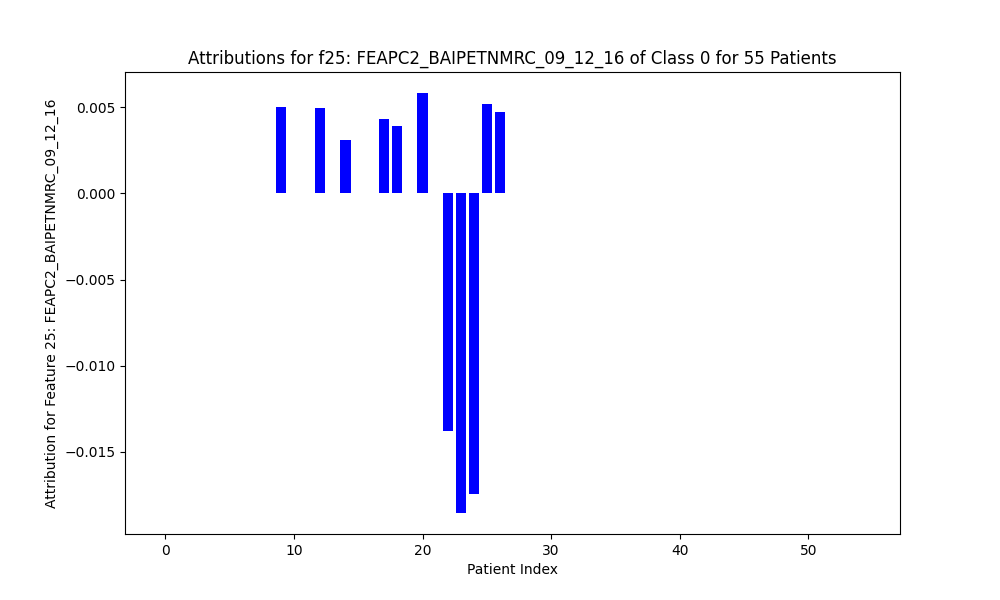 Attributions for f25: FEAPC2_BAIPETNMRC_09_12_16 of Class 0 for 55 Patients
Attribution for Feature 25: FEAPC2_BAIPETNMRC_09_12_16
0.005
0.000
−0.005
−0.010
−0.015
0 10 20 30 40 50
Patient Index